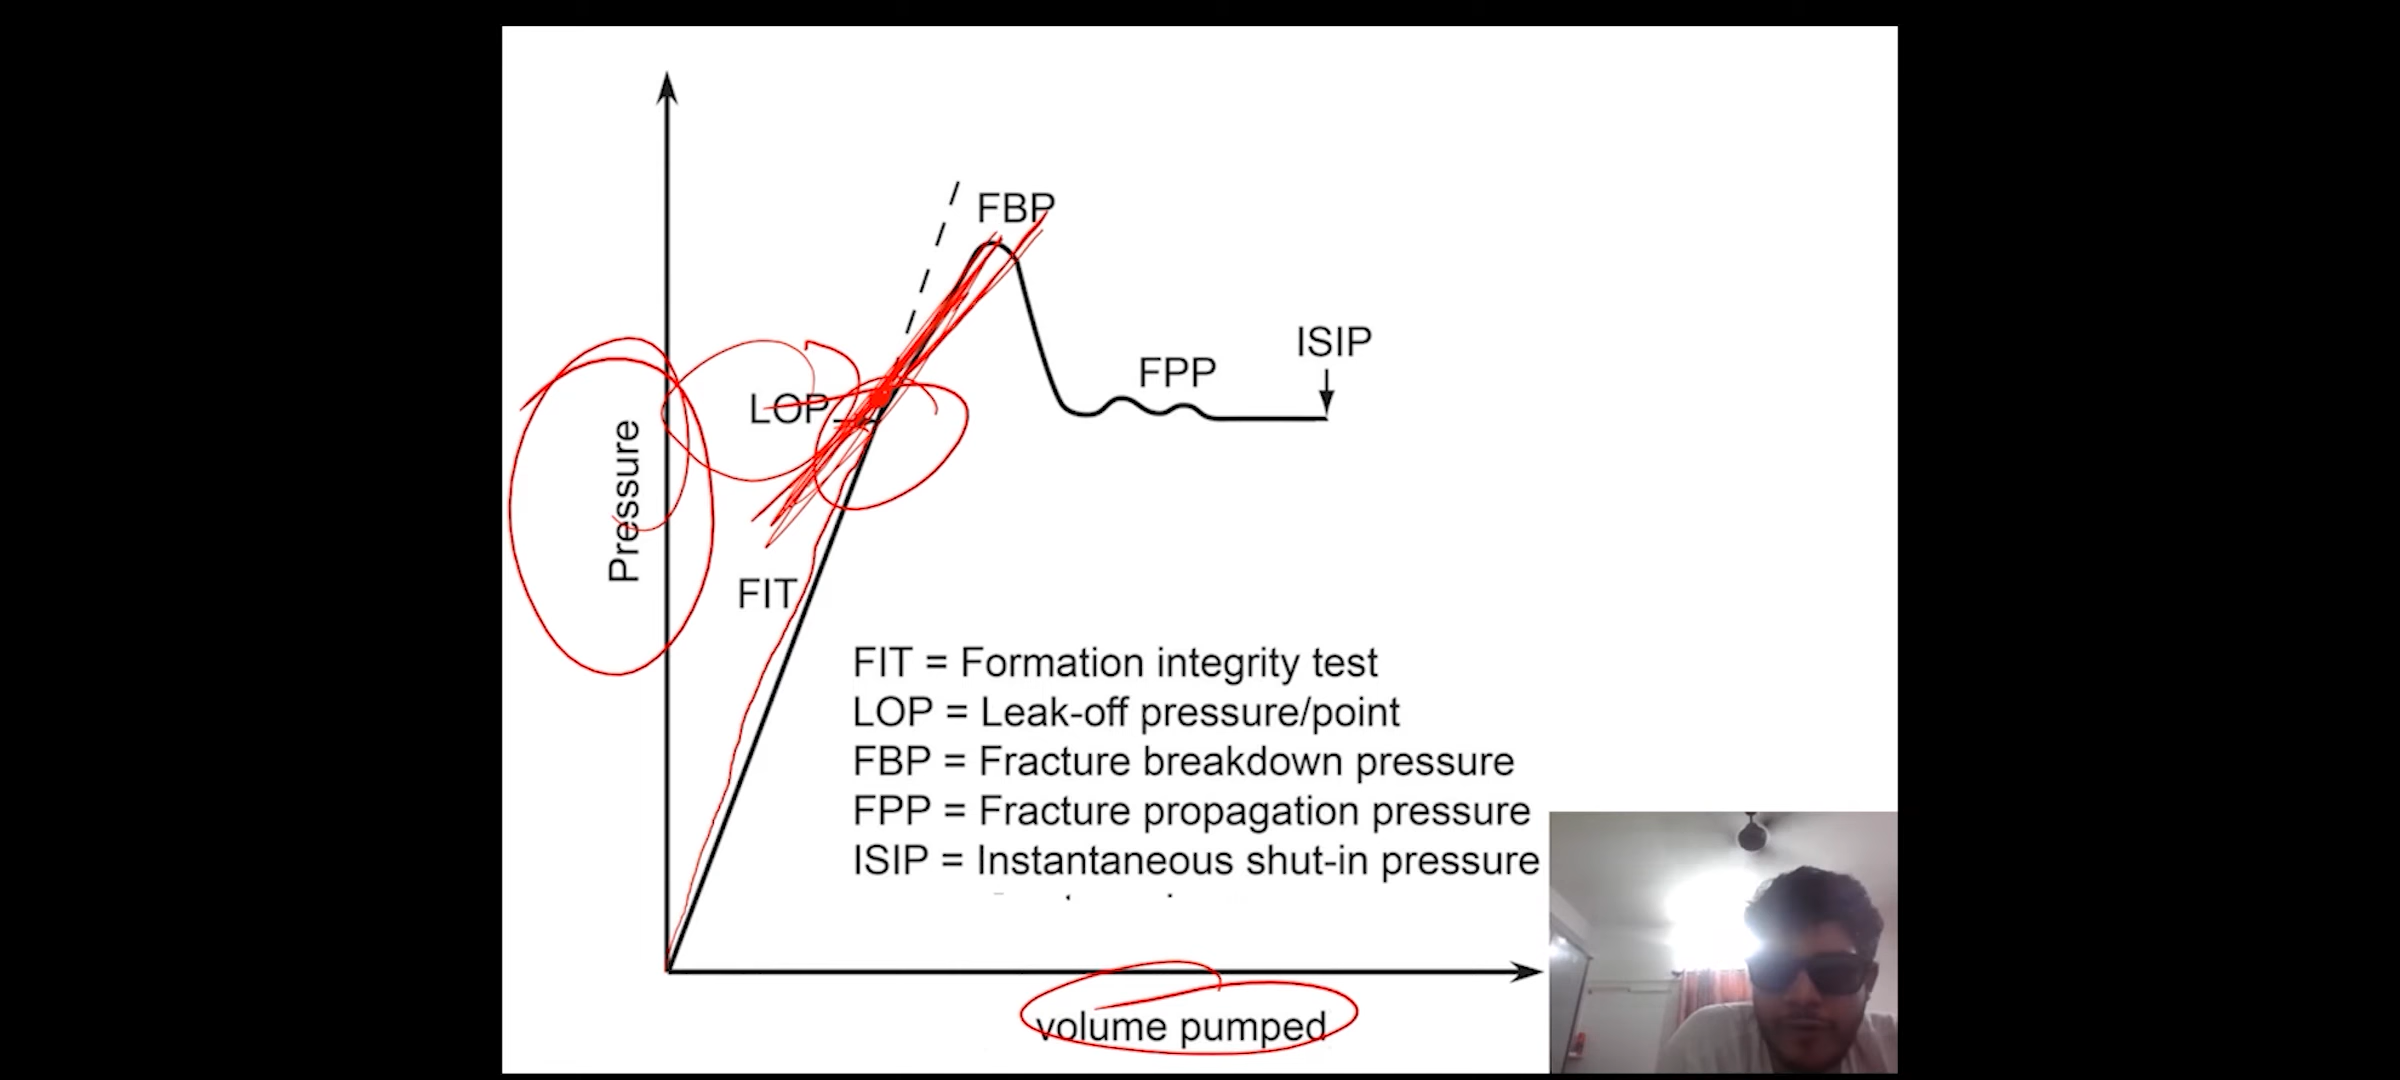 FBP
ISIP
FPP
LOP
Pressure
FIT
FIT = Formation integrity test
LOP = Leak-off pressure/point
FBP = Fracture breakdown pressure
FPP = Fracture propagation pressure
ISIP = Instantaneous shut-in pressure
volume pumped